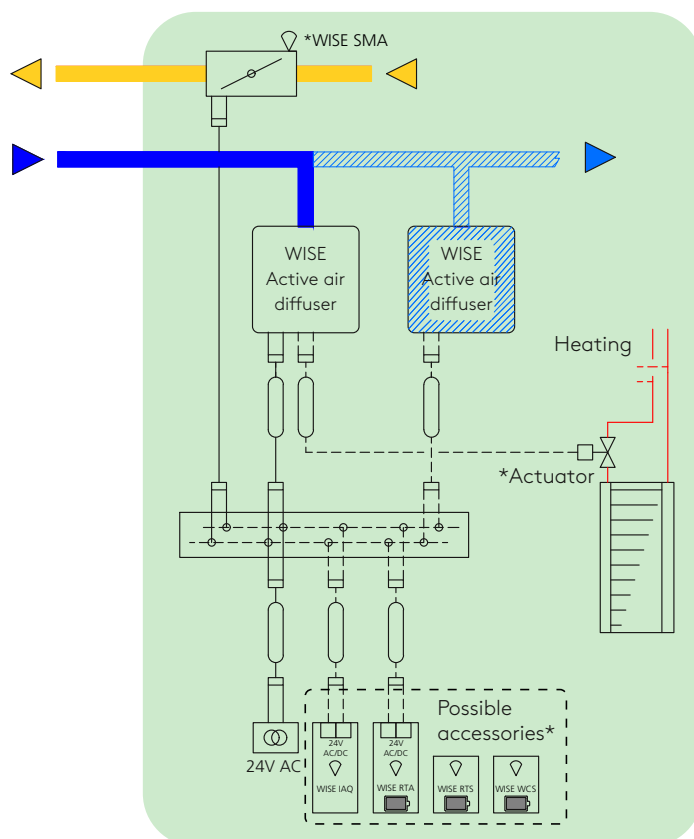 *WISE SMA
WISE
Active air
diffuser
WISE
Active air
diffuser
Heating
*Actuator
Possible
accessories*
24V AC
24V
AC/DC
WISE IAQ
24V
AC/DC
WISE RTA
WISE RTS
WISE WCS